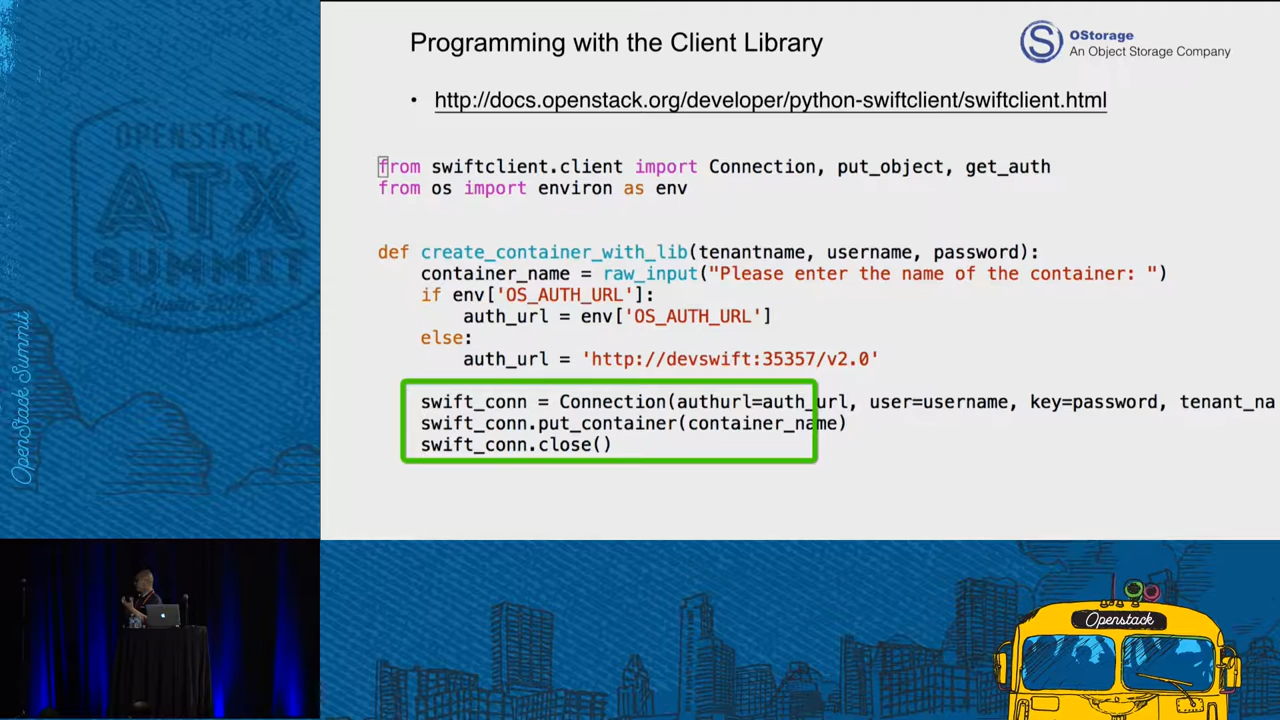 Programming with the Client Library
OStorage
An Object Storage Company
• http://docs.openstack.org/developer/python-swiftclient/swiftclient.html
from swiftclient.client import Connection, put_object, get_auth
from os import environ as env
def create_container_with_lib(tenantname, username, password):
container_name = raw_input("Please enter the name of the container: ")
if env['OS_AUTH_URL']:
auth_url = env['OS_AUTH_URL']
else:
auth_url = 'http://devswift:35357/v2.0'
swift_conn = Connection(authurl=auth_url, user=username, key=password, tenant_na
swift_conn.put_container(container_name)
swift_conn.close()
OPENSTACK
ATX
SUMMIT
OpenStack Summit
Openstack